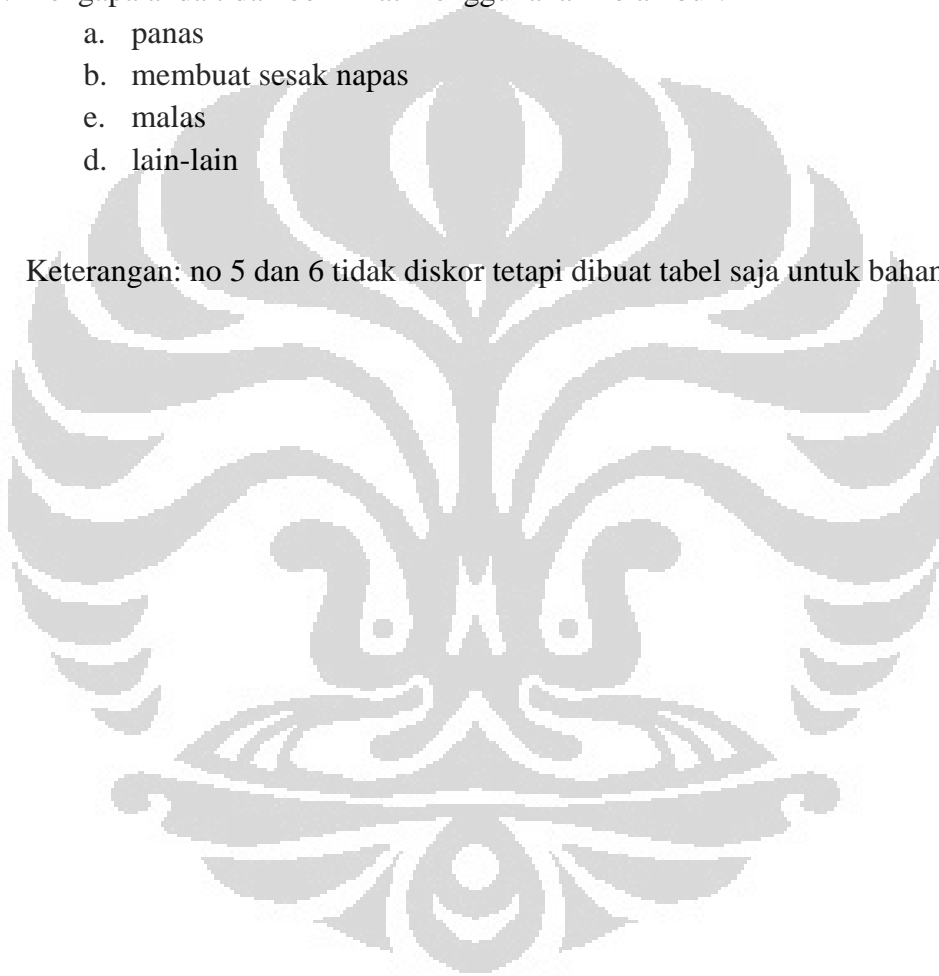 a. panas
b. membuat sesak napas
e. malas
d. lain-lain
Keterangan: no 5 dan 6 tidak diskor tetapi dibuat tabel saja untuk bahan